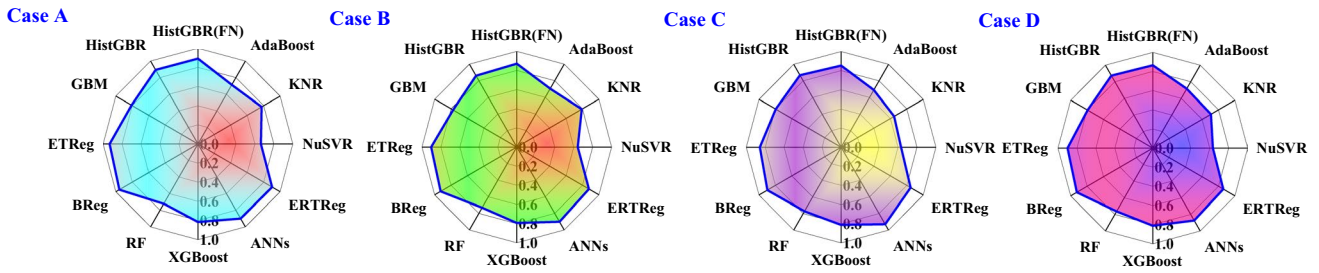 Case A
HistGBR(FN)
HistGBR
AdaBoost
GBM
KNR
ETReg
NuSVR
BReg
ERTReg
RF
ANNs
XGBoost
0.0
0.2
0.4
0.6
0.8
1.0
Case B
HistGBR(FN)
HistGBR
AdaBoost
GBM
KNR
ETReg
NuSVR
BReg
ERTReg
RF
ANNs
XGBoost
0.0
0.2
0.4
0.6
0.8
1.0
Case C
HistGBR(FN)
HistGBR
AdaBoost
GBM
KNR
ETReg
NuSVR
BReg
ERTReg
RF
ANNs
XGBoost
0.0
0.2
0.4
0.6
0.8
1.0
Case D
HistGBR(FN)
HistGBR
AdaBoost
GBM
KNR
ETReg
NuSVR
BReg
ERTReg
RF
ANNs
XGBoost
0.0
0.2
0.4
0.6
0.8
1.0